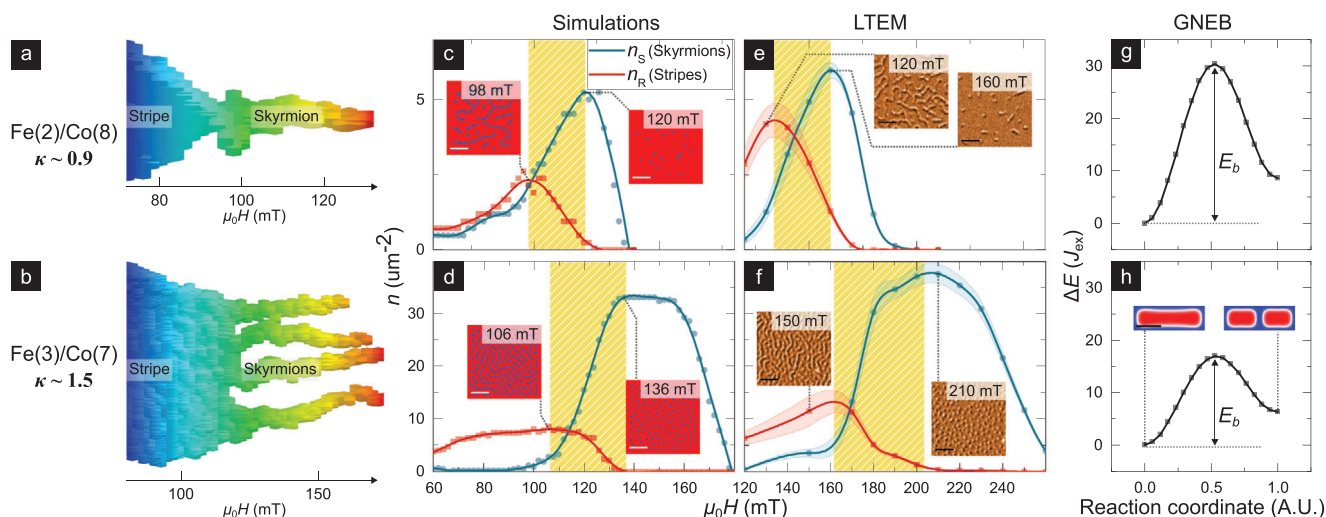 Simulations
LTEM
GNEB
a
Stripe
Skyrmion
Fe(2)/Co(8)
κ ~ 0.9
80
100
120
μ0H (mT)
b
Stripe
Skyrmions
Fe(3)/Co(7)
κ ~ 1.5
100
150
μ0H (mT)
c
nS (Skyrmions)
nR (Stripes)
98 mT
120 mT
5
0
e
120 mT
160 mT
d
106 mT
136 mT
30
20
10
0
60 80 100 120 140 160
n (um-2)
f
150 mT
210 mT
120 140 160 180 200 220 240
μ0H (mT)
g
Eb
30
20
10
0
ΔE (Jex)
h
Eb
30
20
10
0
0.0 0.5 1.0
Reaction coordinate (A.U.)